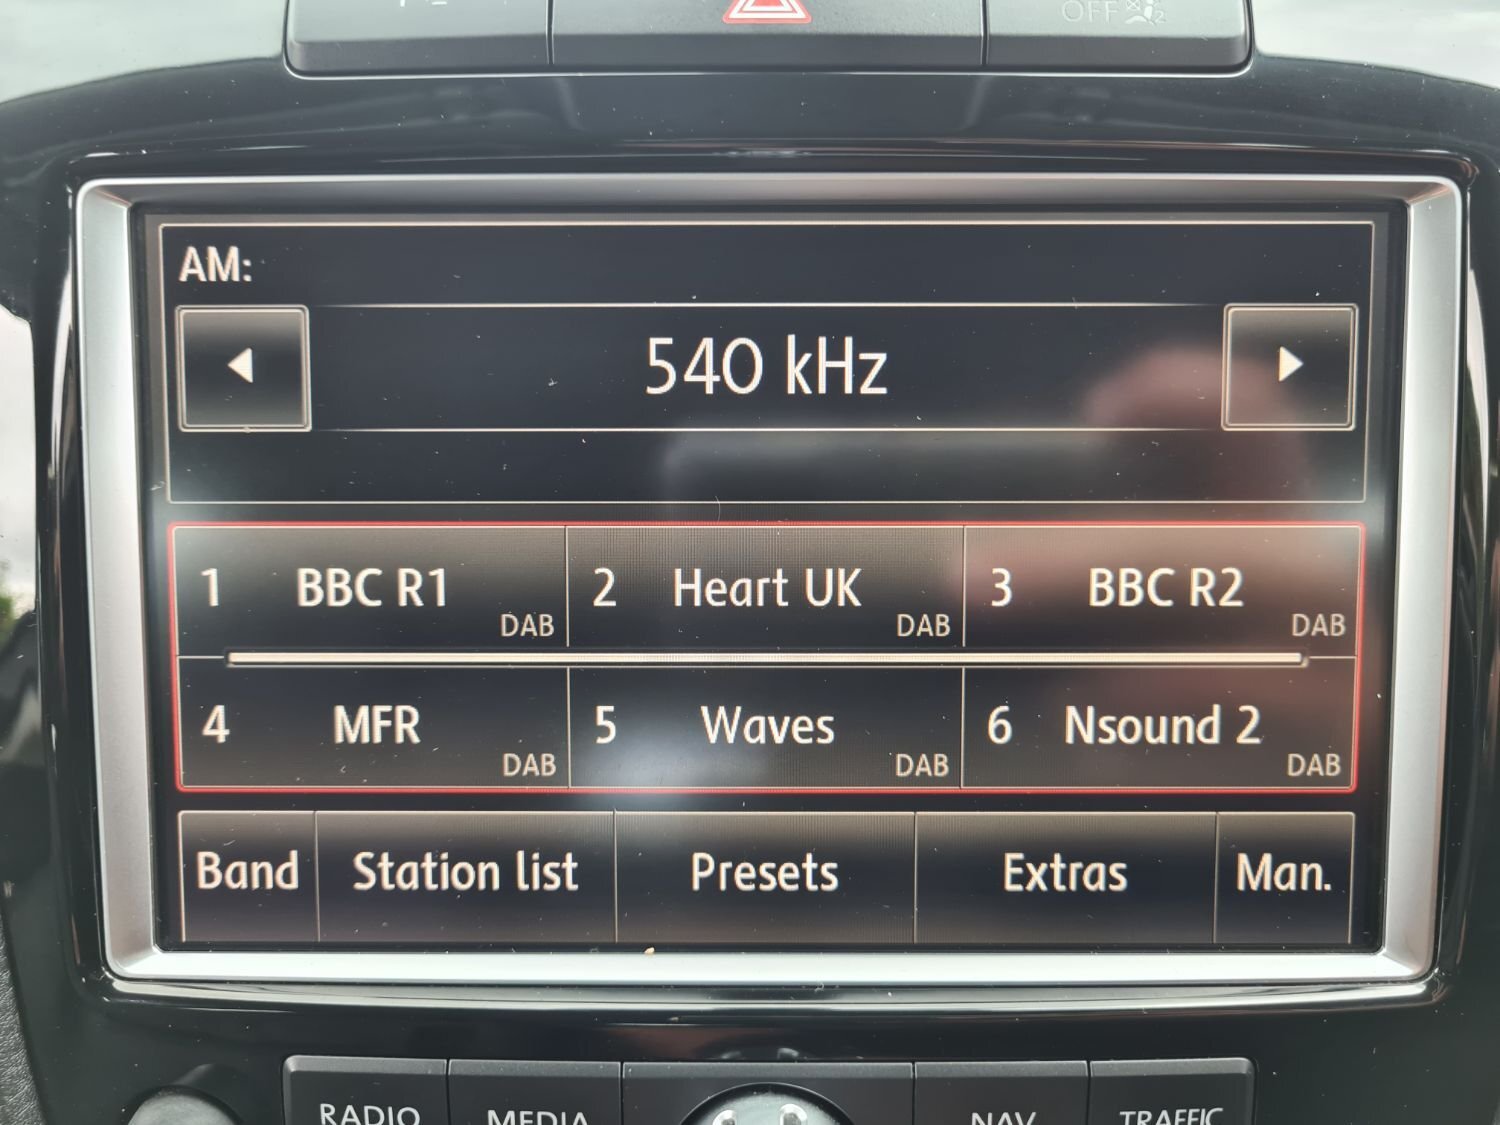 OFF
AM:
540 kHz
1 BBC R1 DAB
2 Heart UK DAB
3 BBC R2 DAB
4 MFR DAB
5 Waves DAB
6 Nsound 2 DAB
Band Station list Presets Extras Man.
RADIO MEDIA NAV TRAFFIC